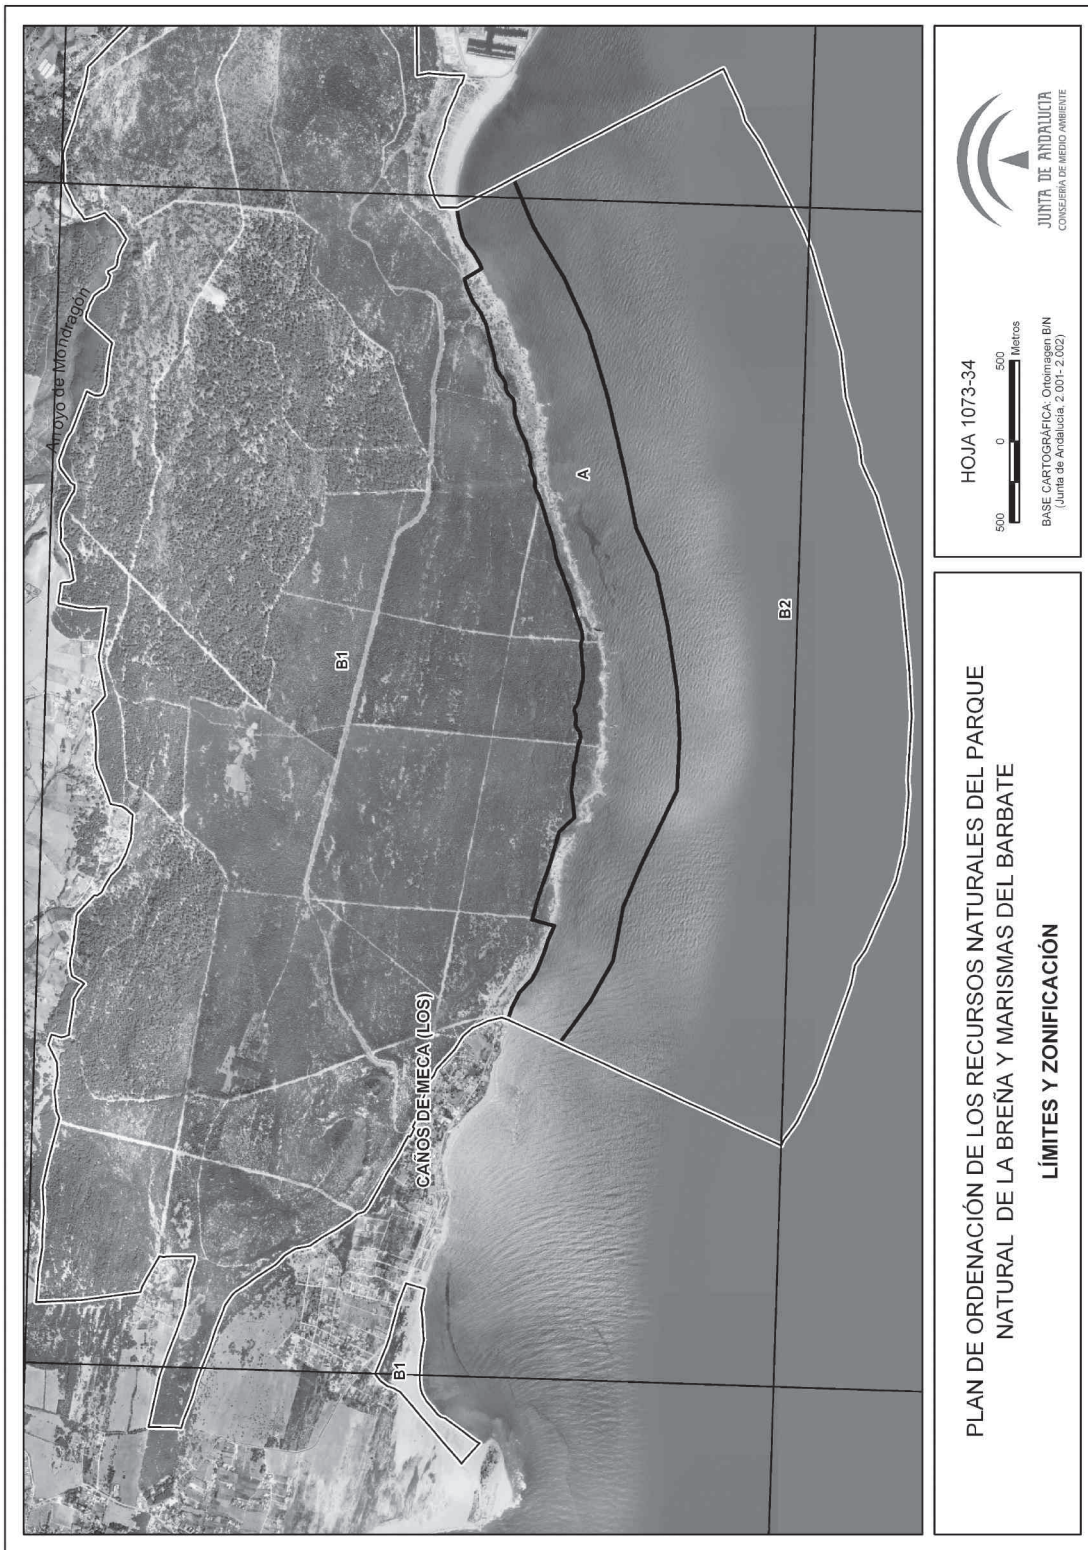 Arroyo de Mondragón
B1
A
B2
CAÑOS DE MECA (LOS)
B1
PLAN DE ORDENACIÓN DE LOS RECURSOS NATURALES DEL PARQUE
NATURAL DE LA BREÑA Y MARISMAS DEL BARBATE
LÍMITES Y ZONIFICACIÓN
HOJA 1073-34
500 0 500
Metros
BASE CARTOGRÁFICA: Ortoimagen B/N
(Junta de Andalucía, 2.001- 2.002)
JUNTA DE ANDALUCIA
CONSEJERÍA DE MEDIO AMBIENTE